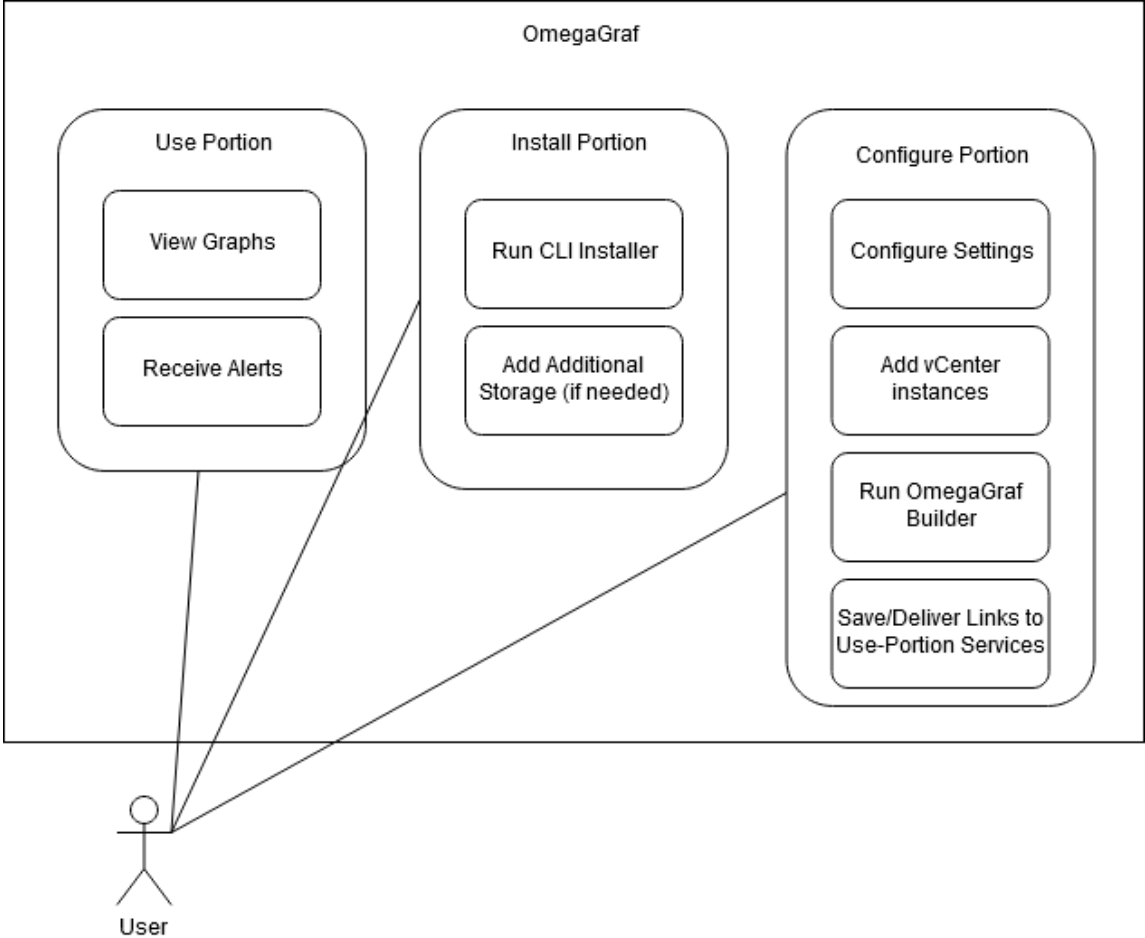 OmegaGraf
Use Portion
View Graphs
Receive Alerts
Install Portion
Run CLI Installer
Add Additional
Storage (if needed)
Configure Portion
Configure Settings
Add vCenter
instances
Run OmegaGraf
Builder
Save/Deliver Links to
Use-Portion Services
User